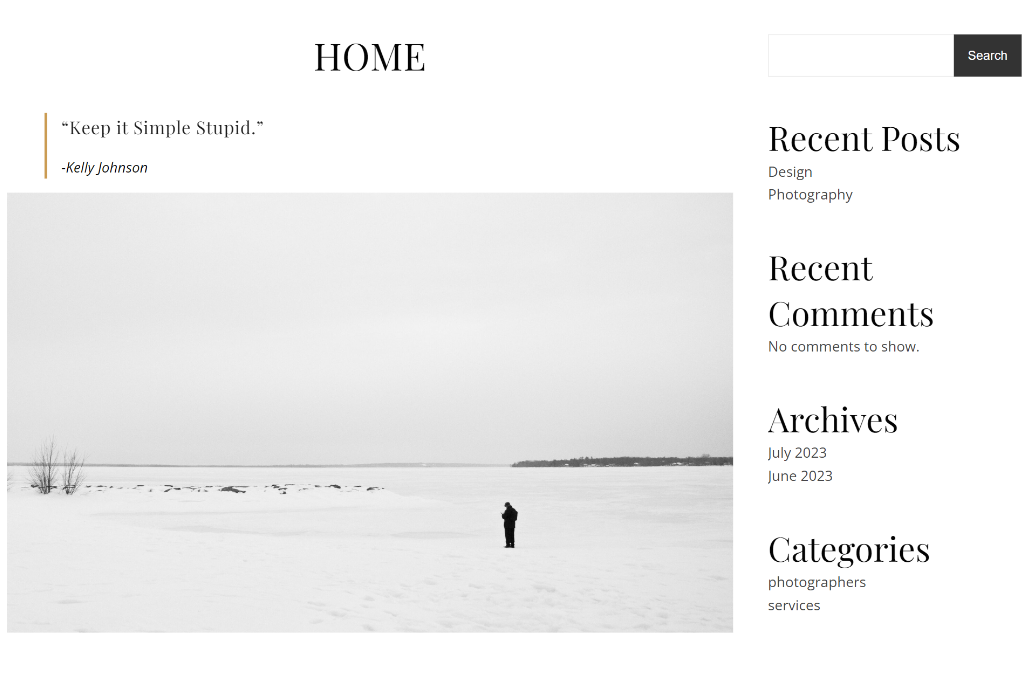 HOME
“Keep it Simple Stupid.”
-Kelly Johnson
Search
Recent Posts
Design
Photography
Recent
Comments
No comments to show.
Archives
July 2023
June 2023
Categories
photographers
services